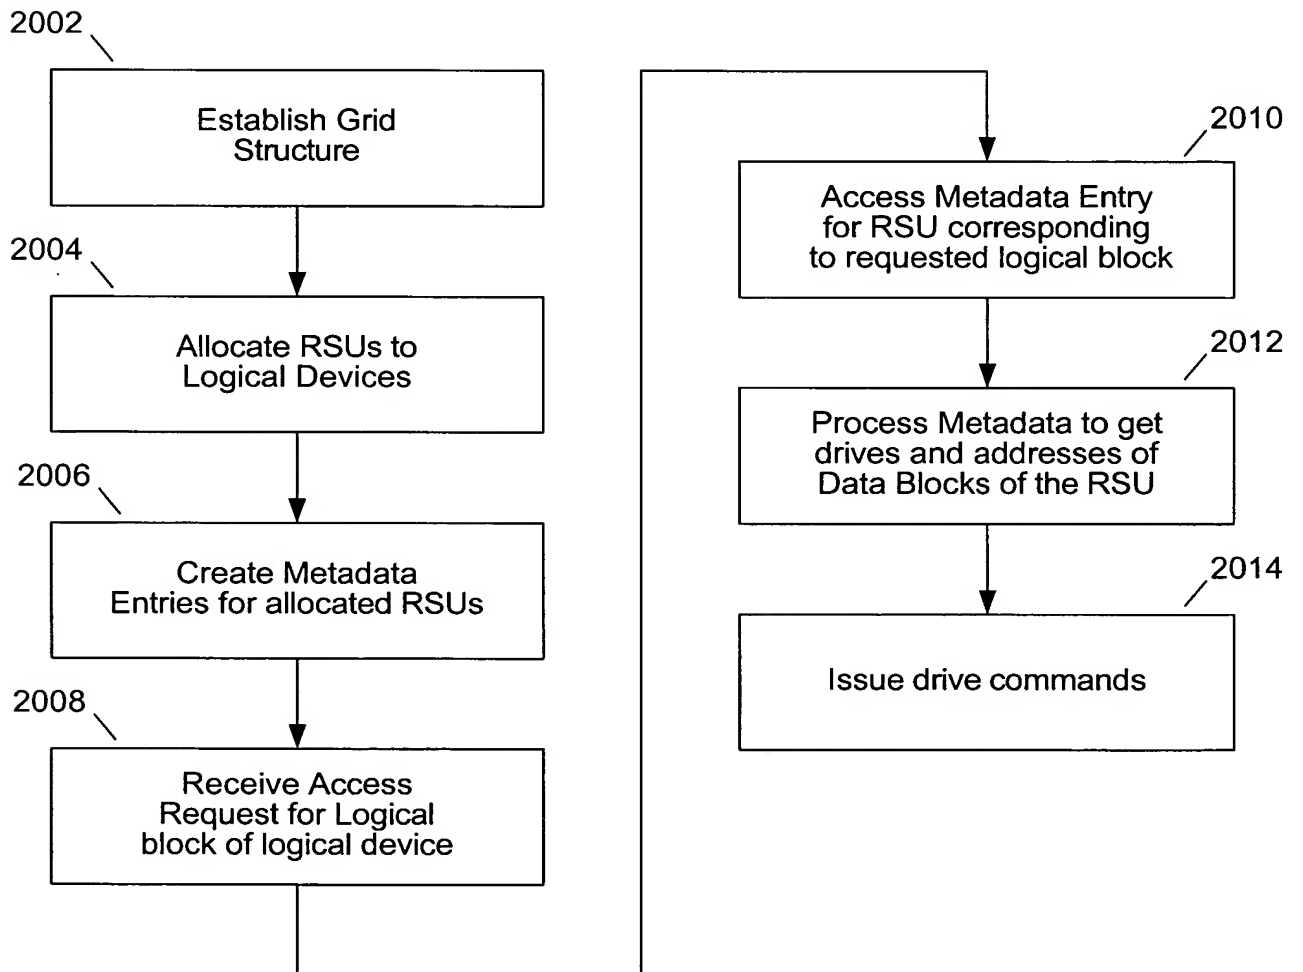 2002
Establish Grid
Structure
2004
Allocate RSUs to
Logical Devices
2006
Create Metadata
Entries for allocated RSUs
2008
Receive Access
Request for Logical
block of logical device
2010
Access Metadata Entry
for RSU corresponding
to requested logical block
2012
Process Metadata to get
drives and addresses of
Data Blocks of the RSU
2014
Issue drive commands